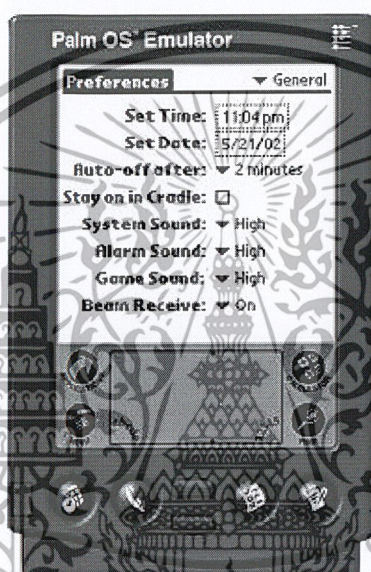 Palm OS™ Emulator
Preferences ▼ General
Set Time: 11:04 pm
Set Date: 5/21/02
Auto-off after: ▼ 2 minutes
Stay on in Cradle: ☐
System Sound: ▼ High
Alarm Sound: ▼ High
Game Sound: ▼ High
Beam Receive: ▼ On